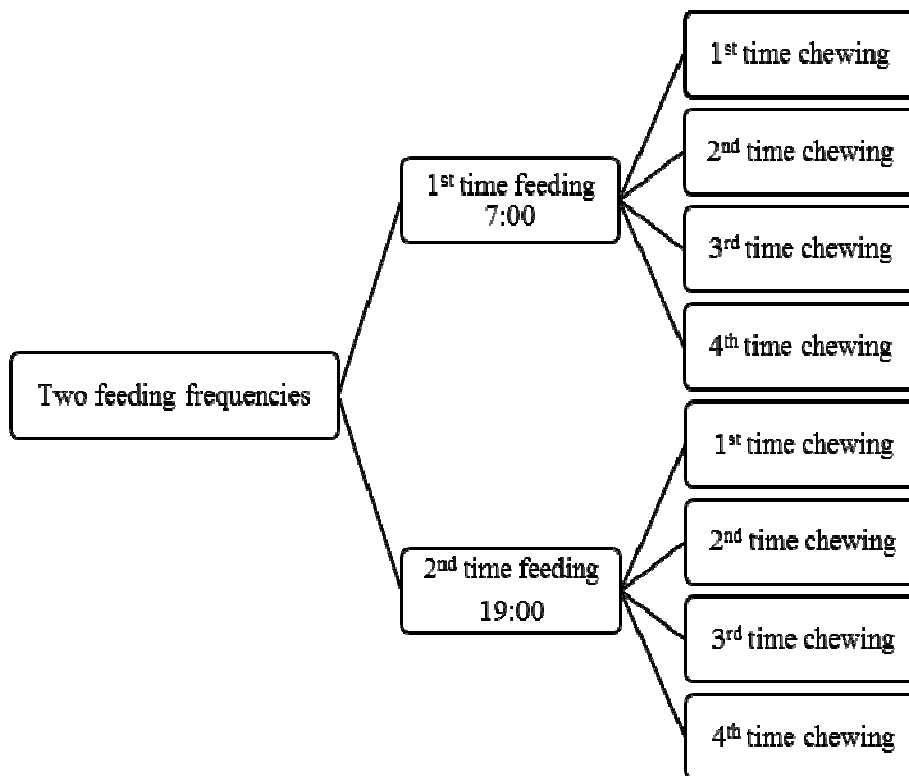 Two feeding frequencies
1st time feeding
7:00
1st time chewing
2nd time chewing
3rd time chewing
4th time chewing
2nd time feeding
19:00
1st time chewing
2nd time chewing
3rd time chewing
4th time chewing